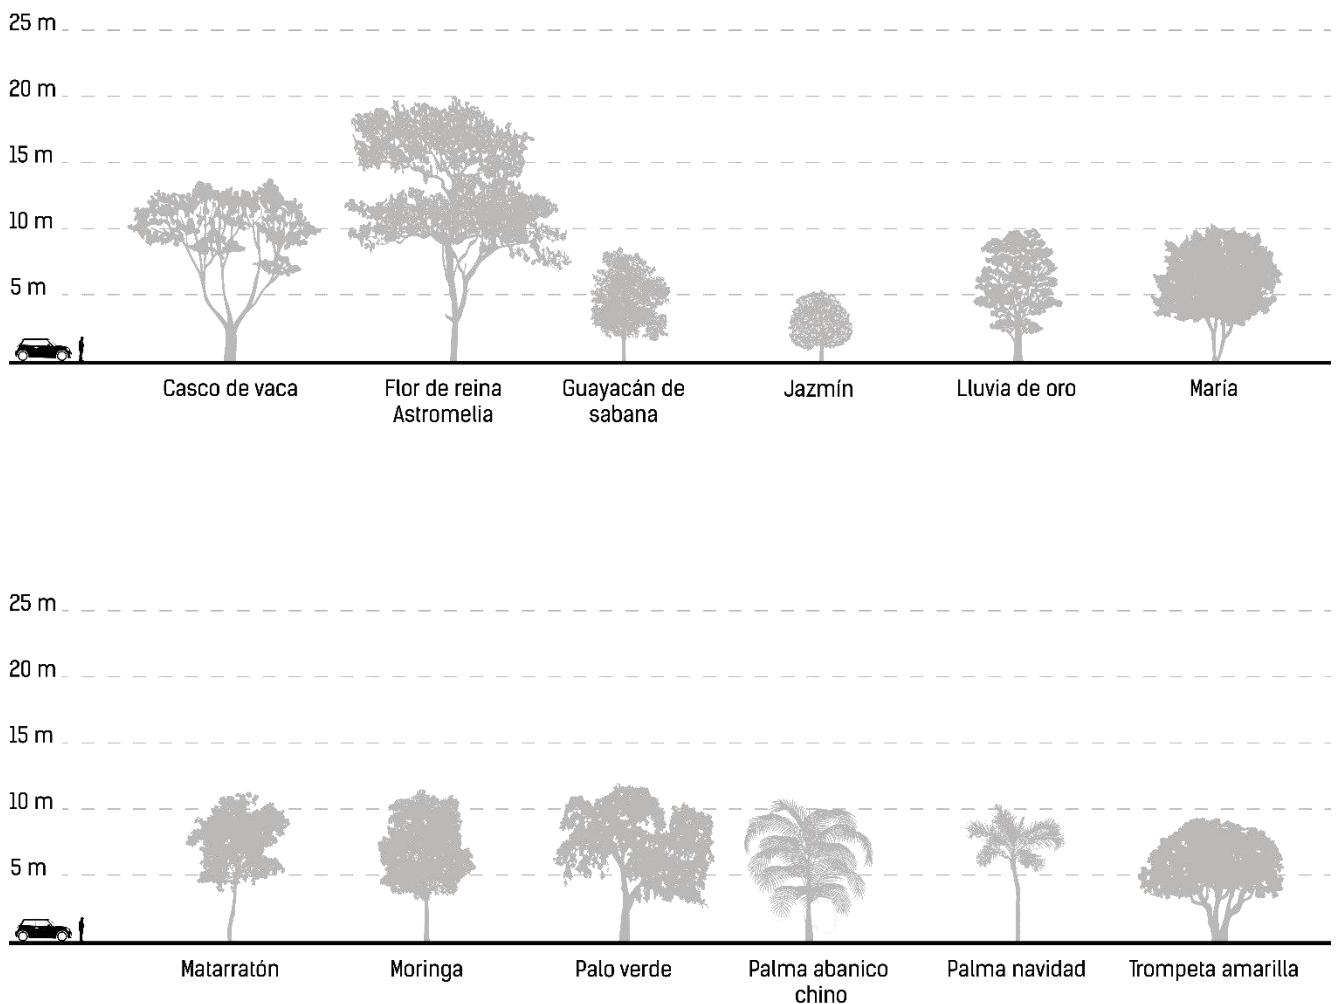 25 m
20 m
15 m
10 m
5 m
Casco de vaca
Flor de reina
Astromelia
Guayacán de
sabana
Jazmín
Lluvia de oro
María
25 m
20 m
15 m
10 m
5 m
Matarratón
Moringa
Palo verde
Palma abanico
chino
Palma navidad
Trompeta amarilla